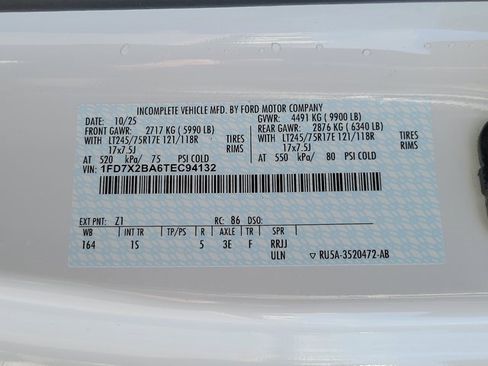 INCOMPLETE VEHICLE MFD. BY FORD MOTOR COMPANY
DATE: 10/25 GVWR: 4491 KG ( 9900 LB)
FRONT GAWR: 2717 KG ( 5990 LB) REAR GAWR: 2876 KG ( 6340 LB)
WITH LT245/75R17E 121/118R TIRES WITH LT245/75R17E 121/118R TIRES
17x7.5J RIMS 17x7.5J RIMS
AT 520 kPa/ 75 PSI COLD AT 550 kPa/ 80 PSI COLD
VIN: 1FD7X2BA6TEC94132
EXT PNT: Z1 RC: 86 DSO:
WB INT TR TP/PS R AXLE TR SPR
164 1S 5 3E F RRJJ
ULN ▽ RU5A-3520472-AB